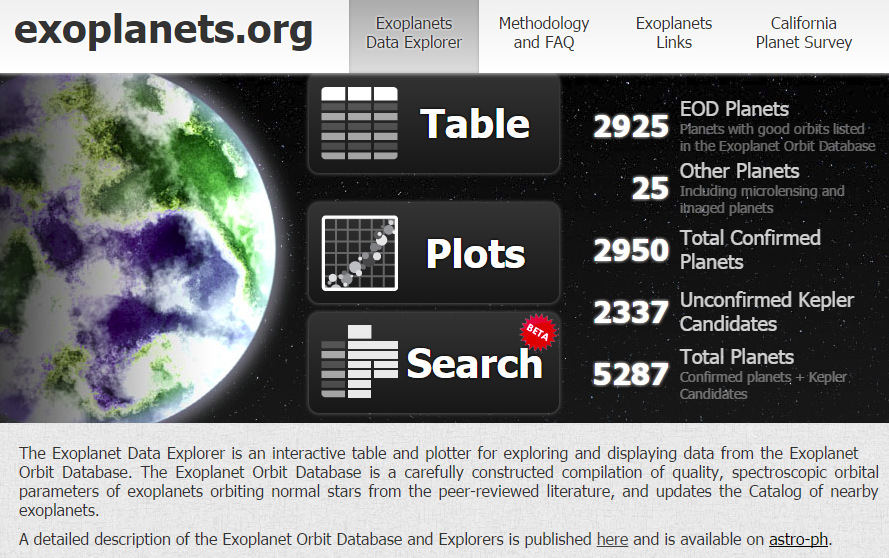 exoplanets.org
Exoplanets
Data Explorer
Methodology
and FAQ
Exoplanets
Links
California
Planet Survey
Table
Plots
BETA
Search
2925 EOD Planets
Planets with good orbits listed
in the Exoplanet Orbit Database
25 Other Planets
Including microlensing and
imaged planets
2950 Total Confirmed
Planets
2337 Unconfirmed Kepler
Candidates
5287 Total Planets
Confirmed planets + Kepler
Candidates
The Exoplanet Data Explorer is an interactive table and plotter for exploring and displaying data from the Exoplanet
Orbit Database. The Exoplanet Orbit Database is a carefully constructed compilation of quality, spectroscopic orbital
parameters of exoplanets orbiting normal stars from the peer-reviewed literature, and updates the Catalog of nearby
exoplanets.
A detailed description of the Exoplanet Orbit Database and Explorers is published here and is available on astro-ph.